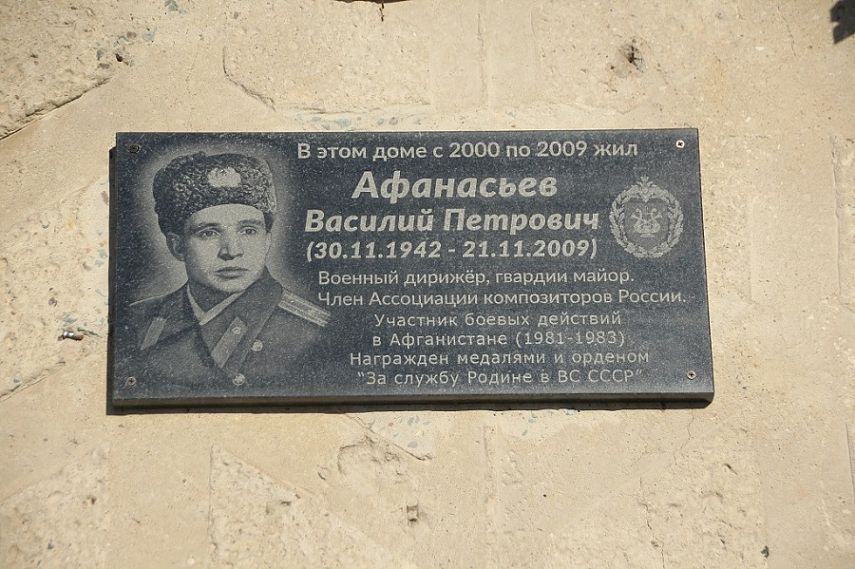 В этом доме с 2000 по 2009 жил
Афанасьев
Василий Петрович
(30.11.1942 - 21.11.2009)
Военный дирижёр, гвардии майор.
Член Ассоциации композиторов России.
Участник боевых действий
в Афганистане (1981-1983)
Награжден медалями и орденом
"За службу Родине в ВС СССР"